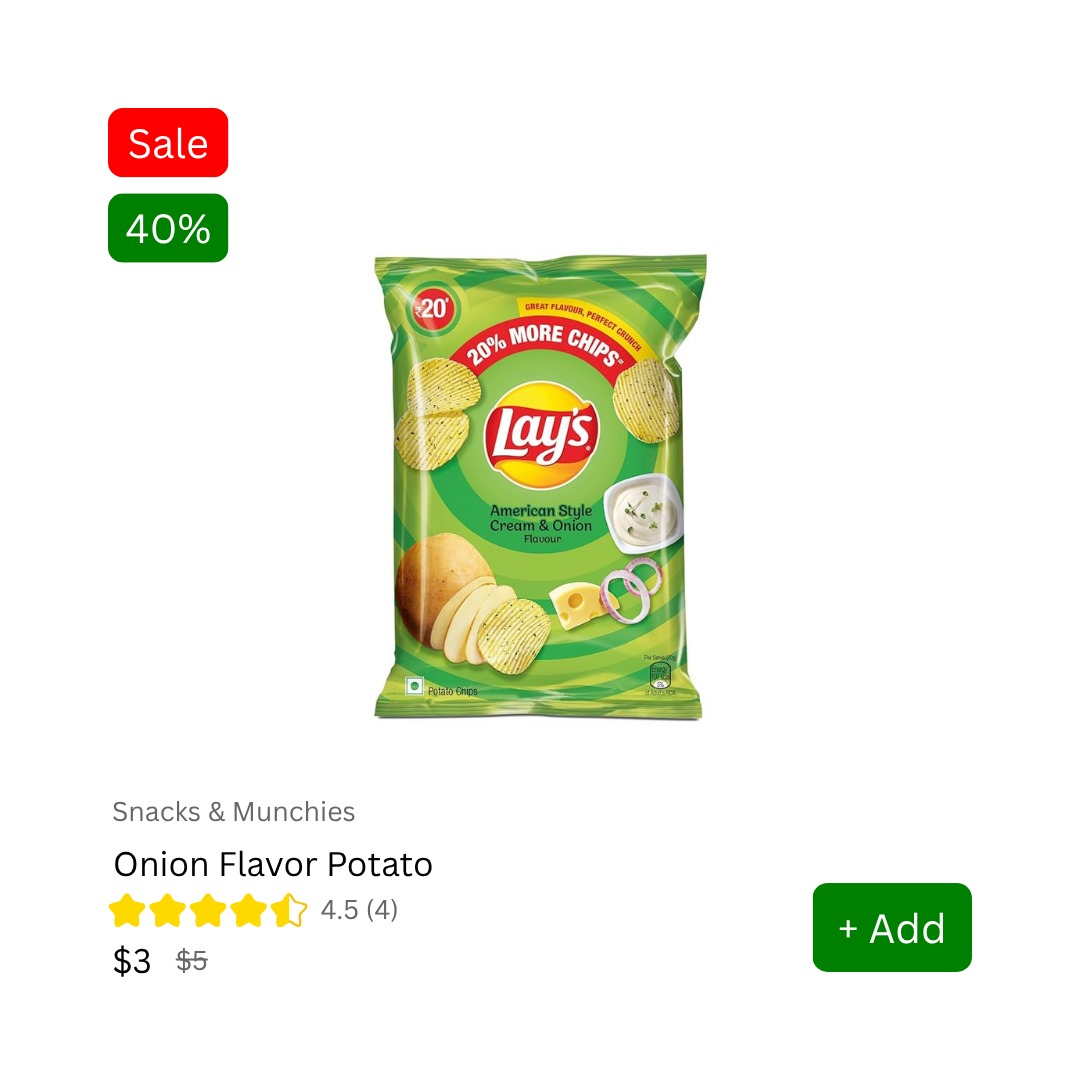 Sale
40%
₹20
GREAT FLAVOUR, PERFECT CRUNCH
20% MORE CHIPS
Lay's
American Style
Cream & Onion
Flavour
Potato Chips
Snacks & Munchies
Onion Flavor Potato
4.5 (4)
$3 $5
+ Add